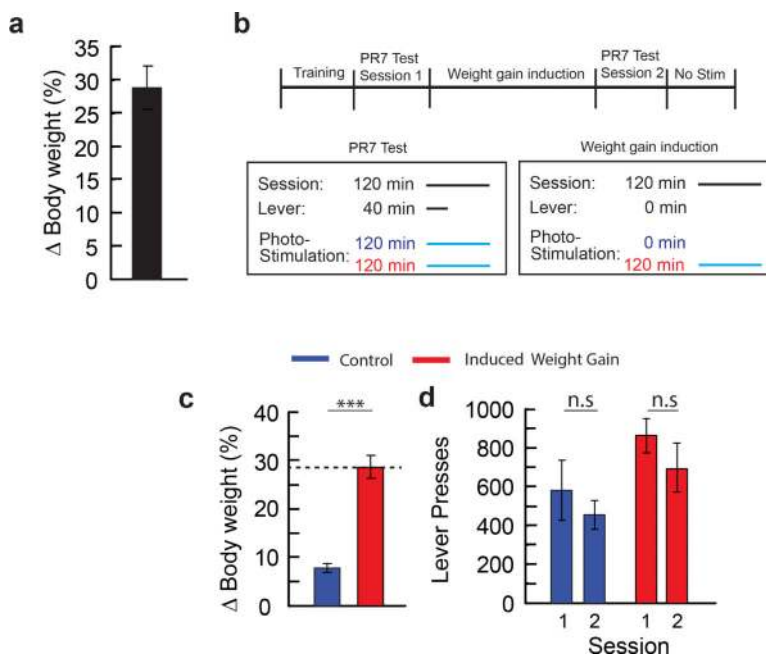 a
35
30
25
20
15
10
5
0
Δ Body weight (%)
b
Training
PR7 Test
Session 1
Weight gain induction
PR7 Test
Session 2
No Stim
PR7 Test
Session: 120 min
Lever: 40 min
Photo- 120 min
Stimulation: 120 min
Weight gain induction
Session: 120 min
Lever: 0 min
Photo- 0 min
Stimulation: 120 min
Control
Induced Weight Gain
c
***
40
30
20
10
0
Δ Body weight (%)
d
n.s n.s
1000
800
600
400
200
0
Lever Presses
1 2 1 2
Session